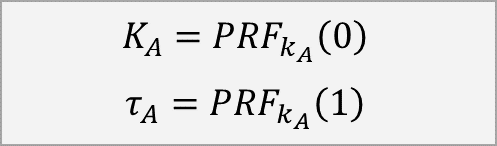 K_A = PRF_{k_A}(0)
τ_A = PRF_{k_A}(1)